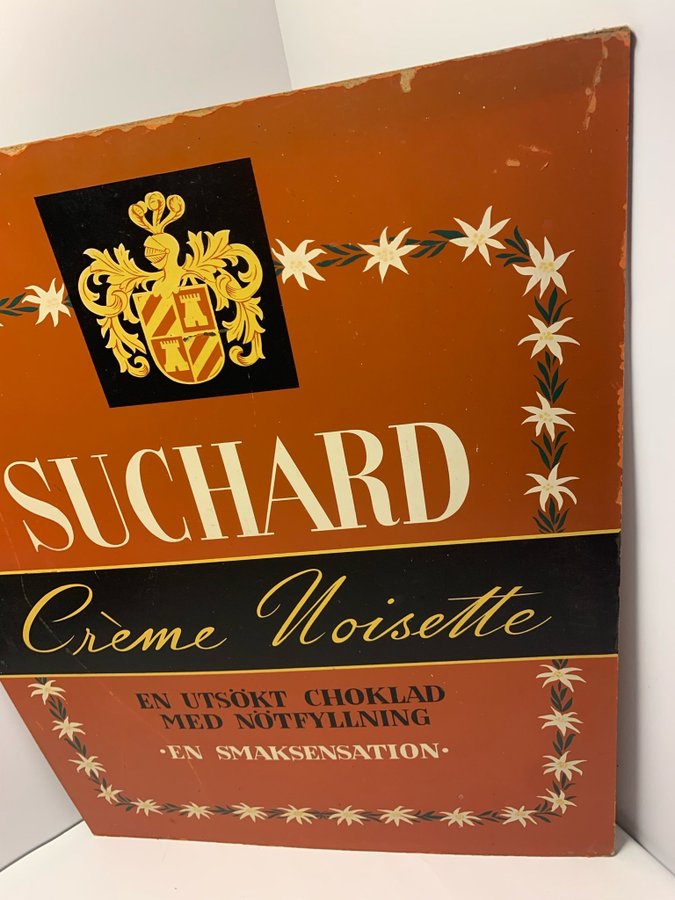 SUCHARD
Crème Noisette
EN UTSÖKT CHOKLAD
MED NÖTFYLLNING
·EN SMAKSENSATION·